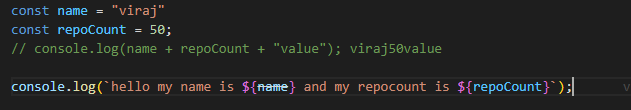 const name = "viraj"
const repoCount = 50;
// console.log(name + repoCount + "value"); viraj50value
console.log(`hello my name is ${name} and my repocount is ${repoCount}`);